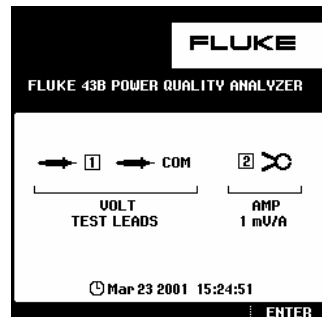 FLUKE
FLUKE 43B POWER QUALITY ANALYZER
1 COM 2
VOLT AMP
TEST LEADS 1 mV/A
Mar 23 2001 15:24:51
ENTER